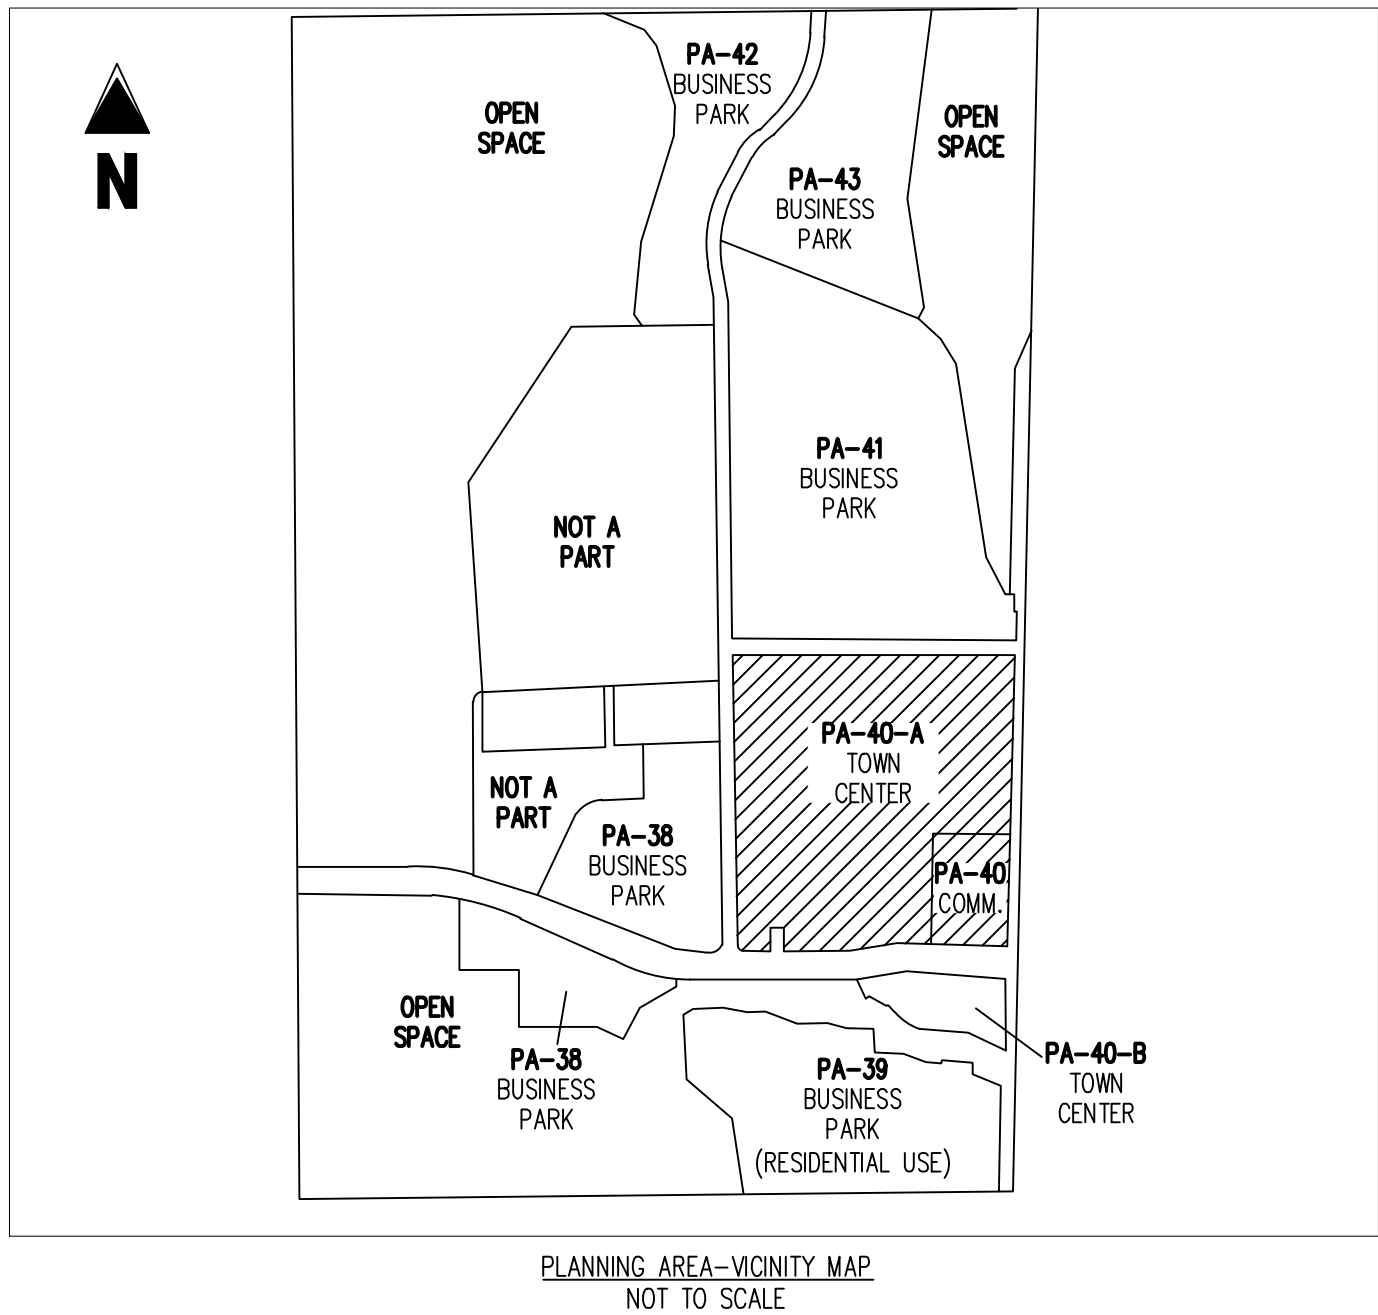 PA-42
BUSINESS
PARK
OPEN
SPACE
OPEN
SPACE
N
PA-43
BUSINESS
PARK
PA-41
BUSINESS
PARK
NOT A
PART
PA-40-A
TOWN
CENTER
NOT A
PART
PA-38
BUSINESS
PARK
PA-40
COMM.
OPEN
SPACE
PA-38
BUSINESS
PARK
PA-39
BUSINESS
PARK
(RESIDENTIAL USE)
PA-40-B
TOWN
CENTER
PLANNING AREA-VICINITY MAP
NOT TO SCALE